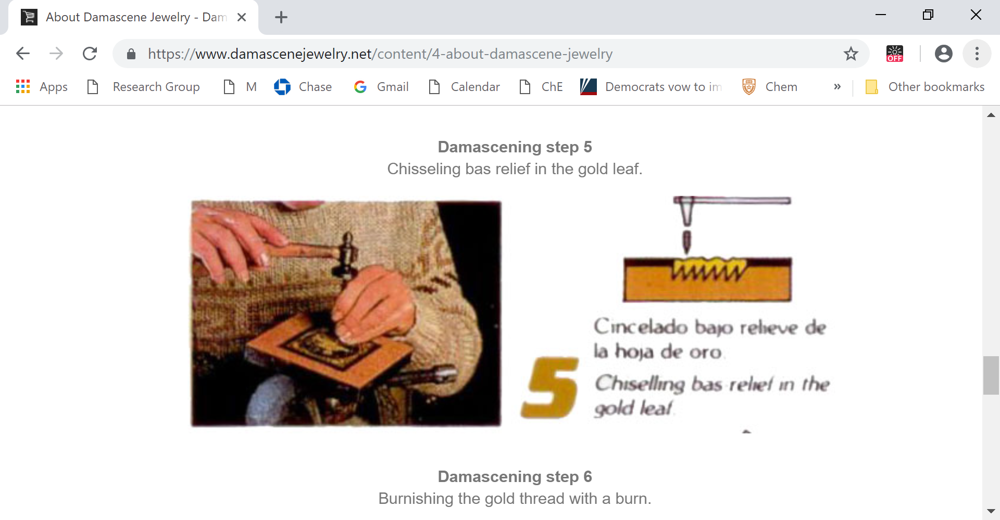 About Damascene Jewelry - Dam
https://www.damascenejewelry.net/content/4-about-damascene-jewelry
OFF
Apps
Research Group
M
Chase
Gmail
Calendar
ChE
Democrats vow to im
Chem
»
Other bookmarks
Damascening step 5
Chisseling bas relief in the gold leaf.
Cincelado bajo relieve de
la hoja de oro.
5
Chiselling bas relief in the
gold leaf.
Damascening step 6
Burnishing the gold thread with a burn.